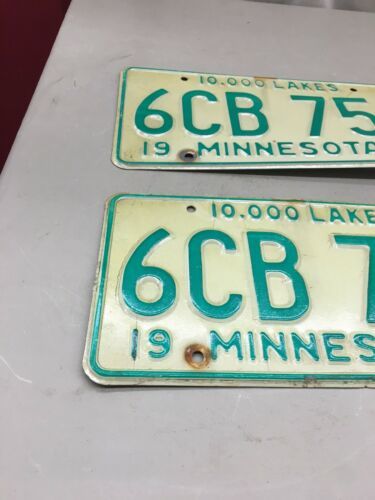 10.000 LAKES
6CB 75
19 MINNESOTA
10.000 LAKE
6CB 7
19 MINNES